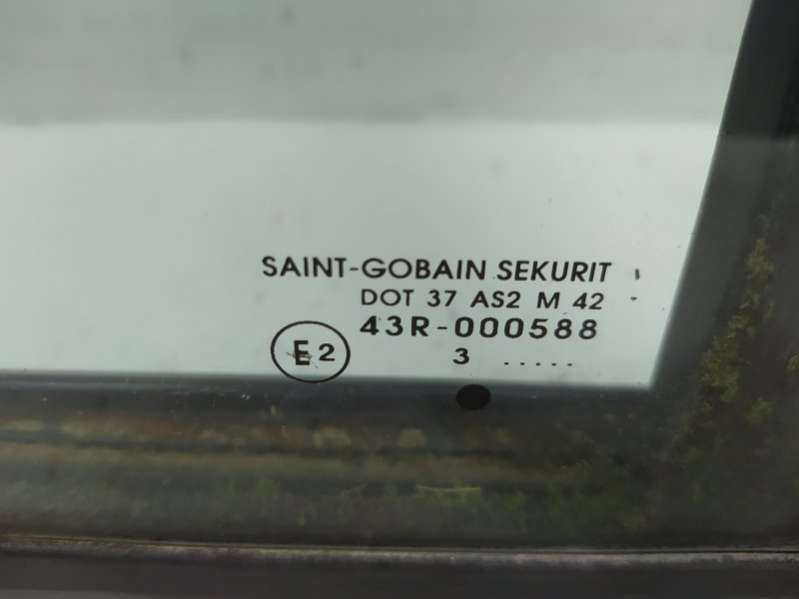 SAINT-GOBAIN SEKURIT
DOT 37 AS2 M 42
43R-000588
E2
3 .....